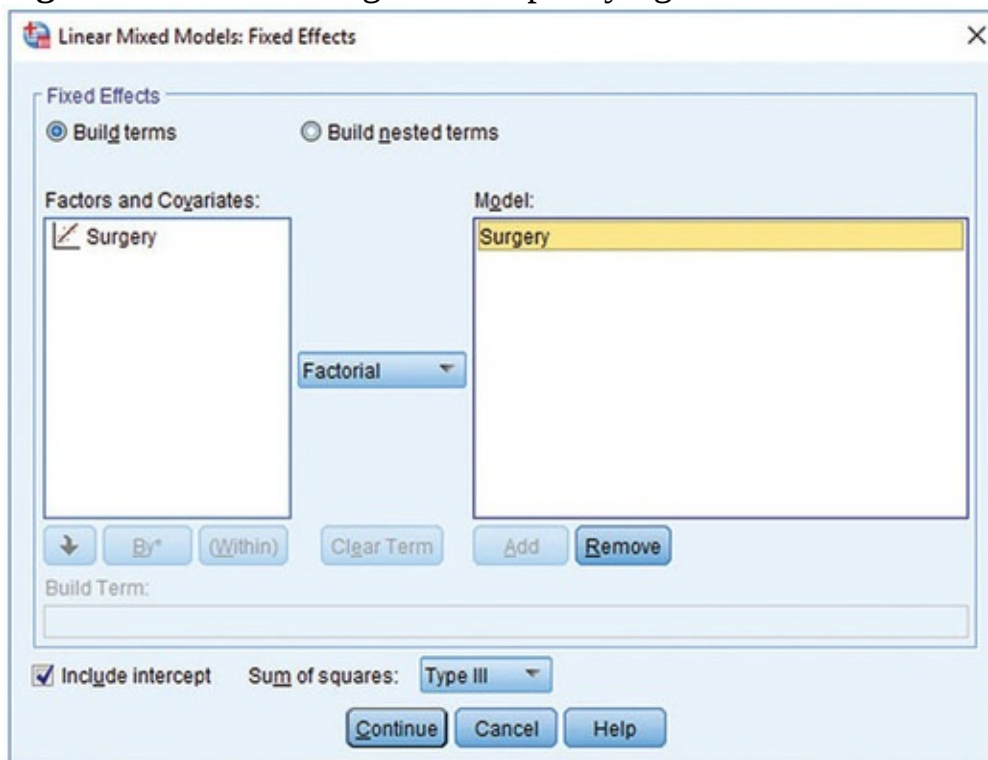 Linear Mixed Models: Fixed Effects
Fixed Effects
Build terms Build nested terms
Factors and Covariates: Model:
Surgery Surgery
Factorial
By* (Within) Clear Term Add Remove
Build Term:
Include intercept Sum of squares: Type III
Continue Cancel Help